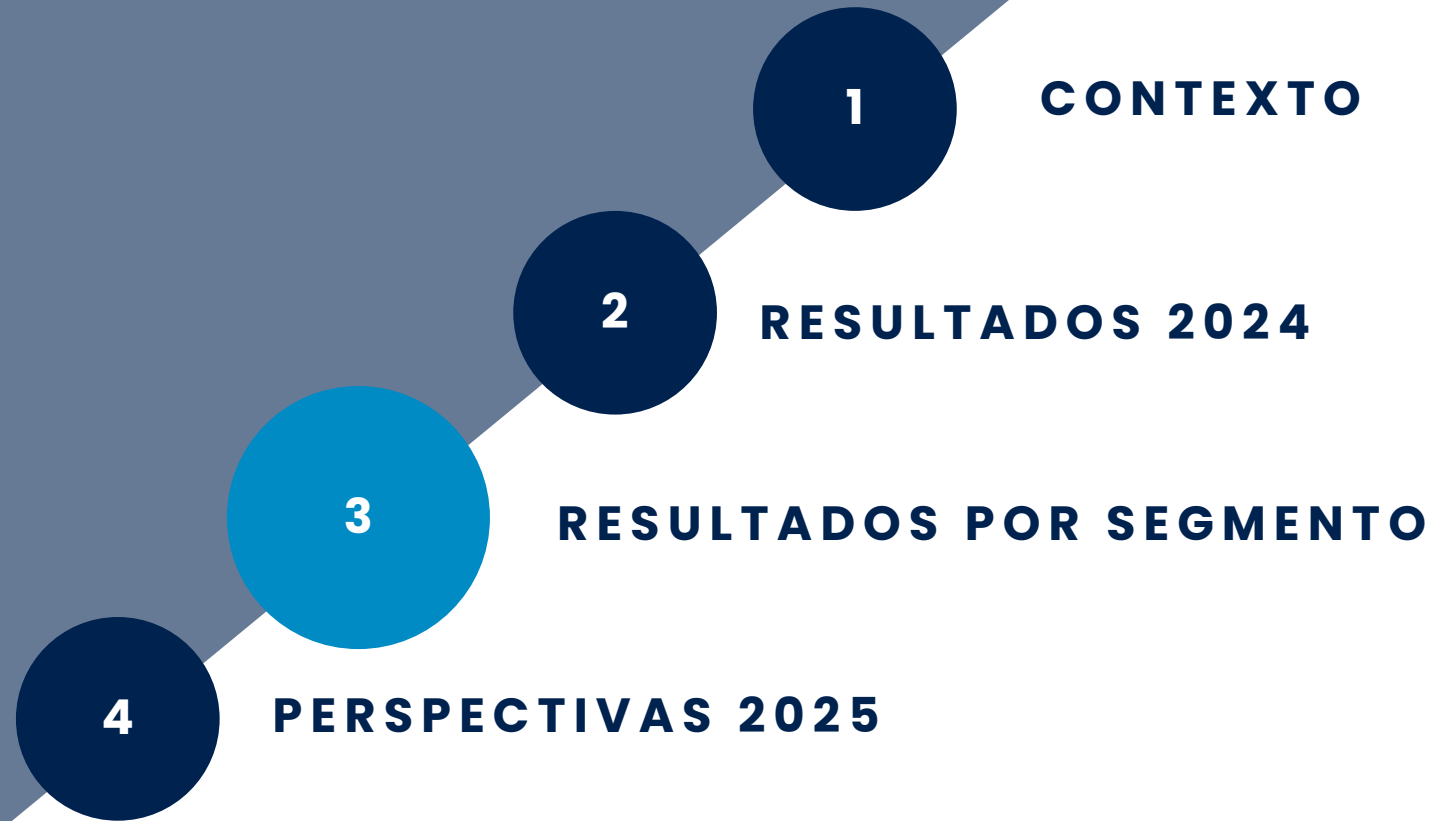 1 CONTEXTO
2 RESULTADOS 2024
3 RESULTADOS POR SEGMENTO
4 PERSPECTIVAS 2025